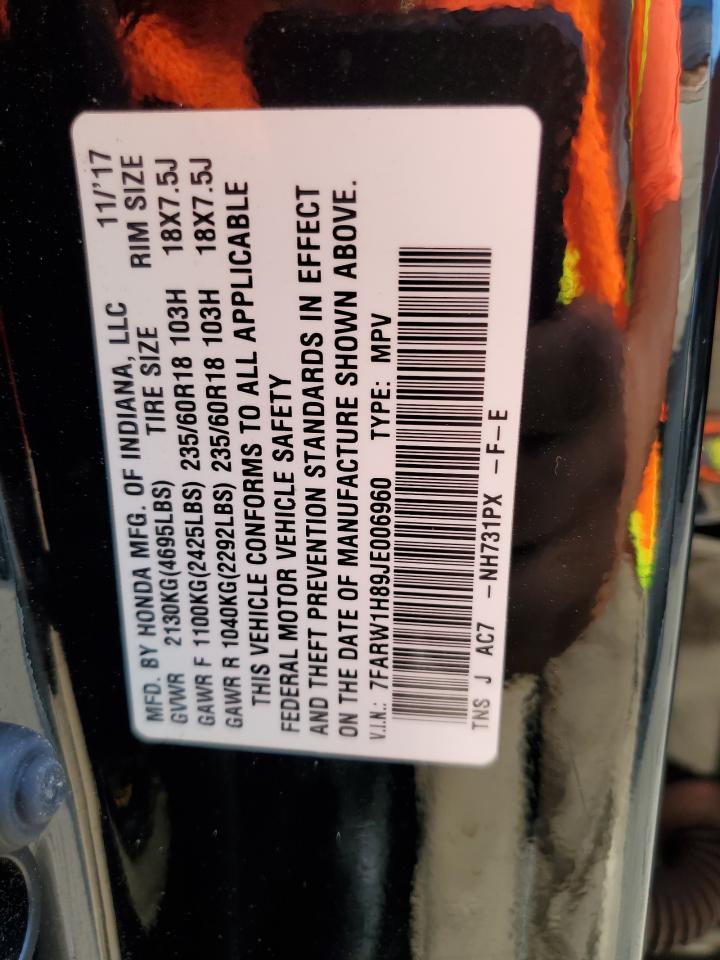 MFD. BY HONDA MFG. OF INDIANA, LLC 11/'17
GVWR 2130KG(4695LBS) TIRE SIZE RIM SIZE
GAWR F 1100KG(2425LBS) 235/60R18 103H 18X7.5J
GAWR R 1040KG(2292LBS) 235/60R18 103H 18X7.5J
THIS VEHICLE CONFORMS TO ALL APPLICABLE
FEDERAL MOTOR VEHICLE SAFETY
AND THEFT PREVENTION STANDARDS IN EFFECT
ON THE DATE OF MANUFACTURE SHOWN ABOVE.
V.I.N.: 7FARW1H89JE006960 TYPE: MPV
TNS J AC7 -NH731PX -F-E